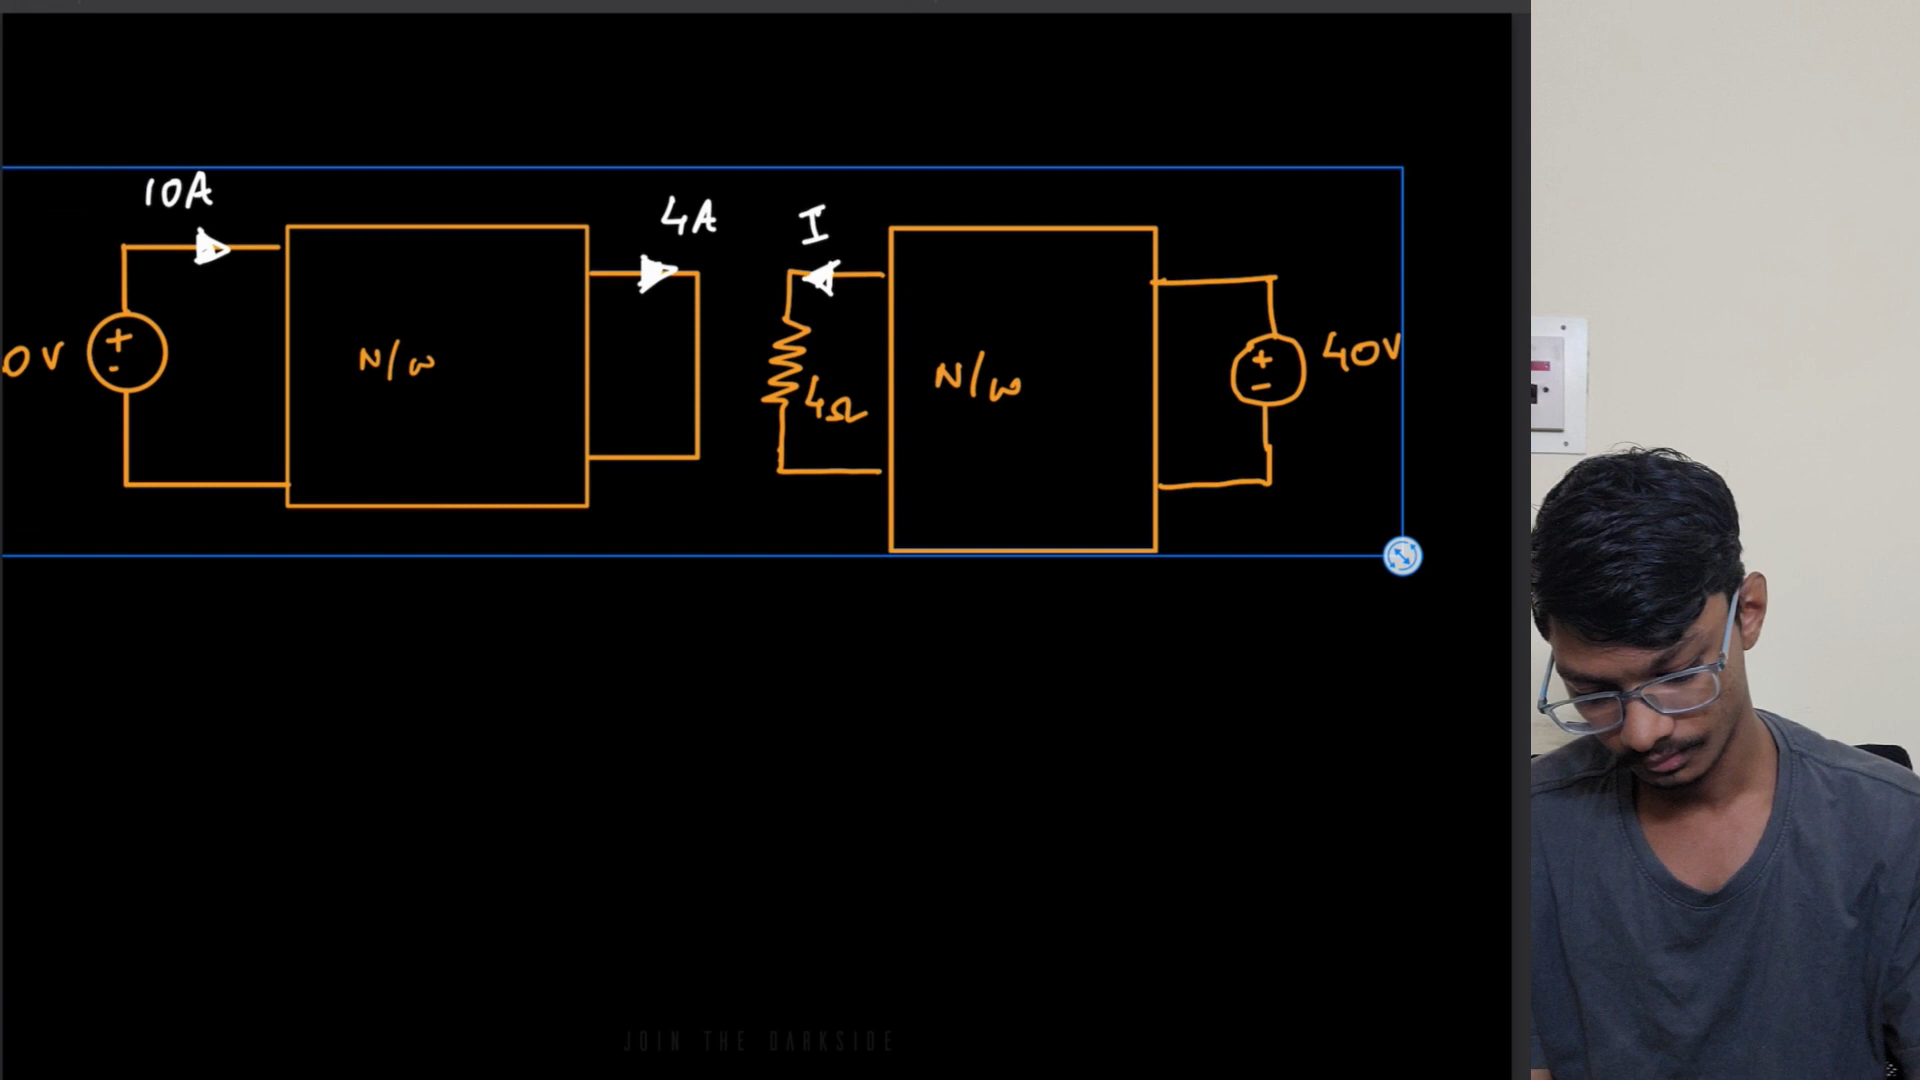 10A
4A
I
0V
N/W
4Ω
N/W
40V
+
-
+
-
JOIN THE DARKSIDE